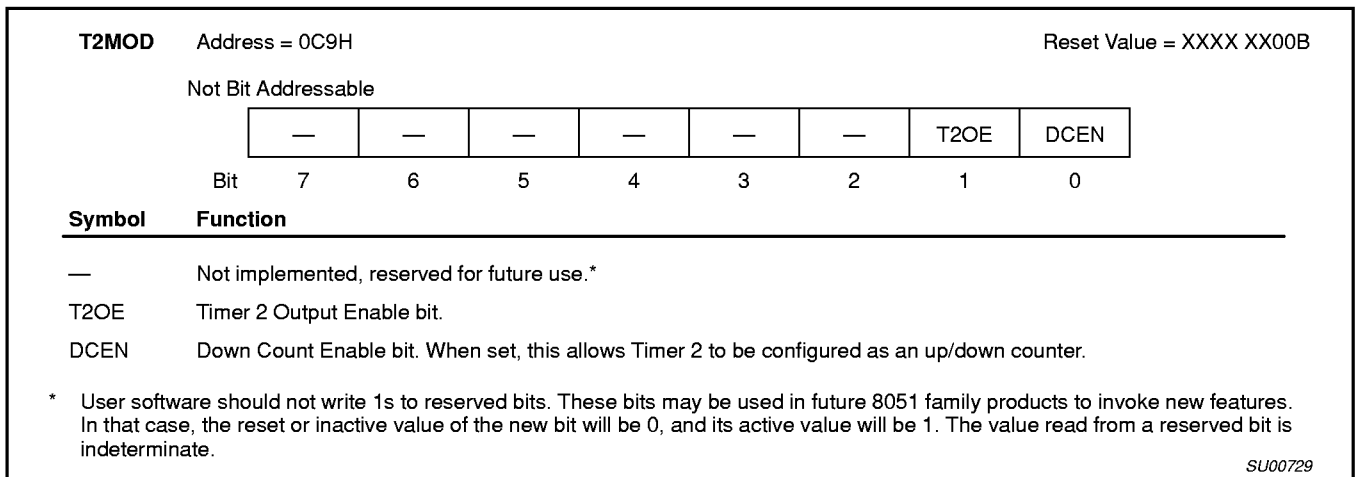 T2MOD Address = 0C9H Reset Value = XXXX XX00B
Not Bit Addressable
— — — — — — T2OE DCEN
Bit 7 6 5 4 3 2 1 0
Symbol Function
— Not implemented, reserved for future use.*
T2OE Timer 2 Output Enable bit.
DCEN Down Count Enable bit. When set, this allows Timer 2 to be configured as an up/down counter.
* User software should not write 1s to reserved bits. These bits may be used in future 8051 family products to invoke new features.
In that case, the reset or inactive value of the new bit will be 0, and its active value will be 1. The value read from a reserved bit is
indeterminate.
SU00729